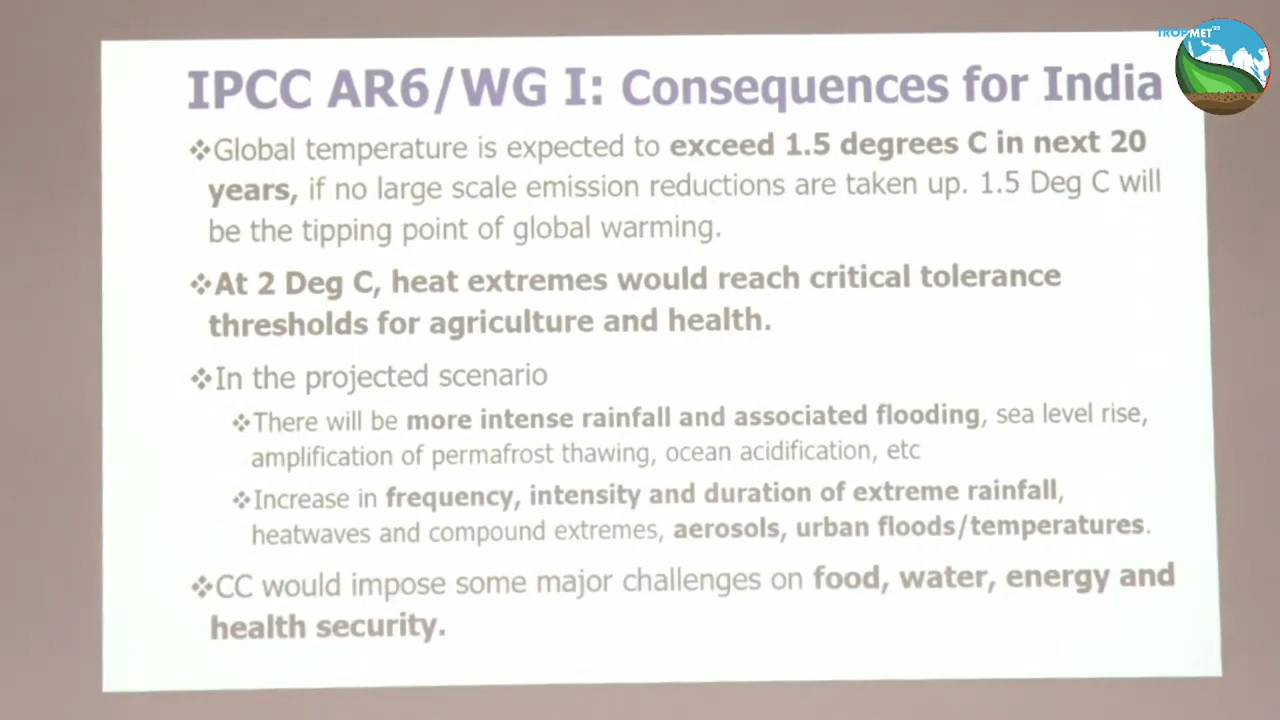 TROPMET
IPCC AR6/WG I: Consequences for India
❖Global temperature is expected to exceed 1.5 degrees C in next 20
years, if no large scale emission reductions are taken up. 1.5 Deg C will
be the tipping point of global warming.
❖At 2 Deg C, heat extremes would reach critical tolerance
thresholds for agriculture and health.
❖In the projected scenario
❖There will be more intense rainfall and associated flooding, sea level rise,
amplification of permafrost thawing, ocean acidification, etc
❖Increase in frequency, intensity and duration of extreme rainfall,
heatwaves and compound extremes, aerosols, urban floods/temperatures.
❖CC would impose some major challenges on food, water, energy and
health security.